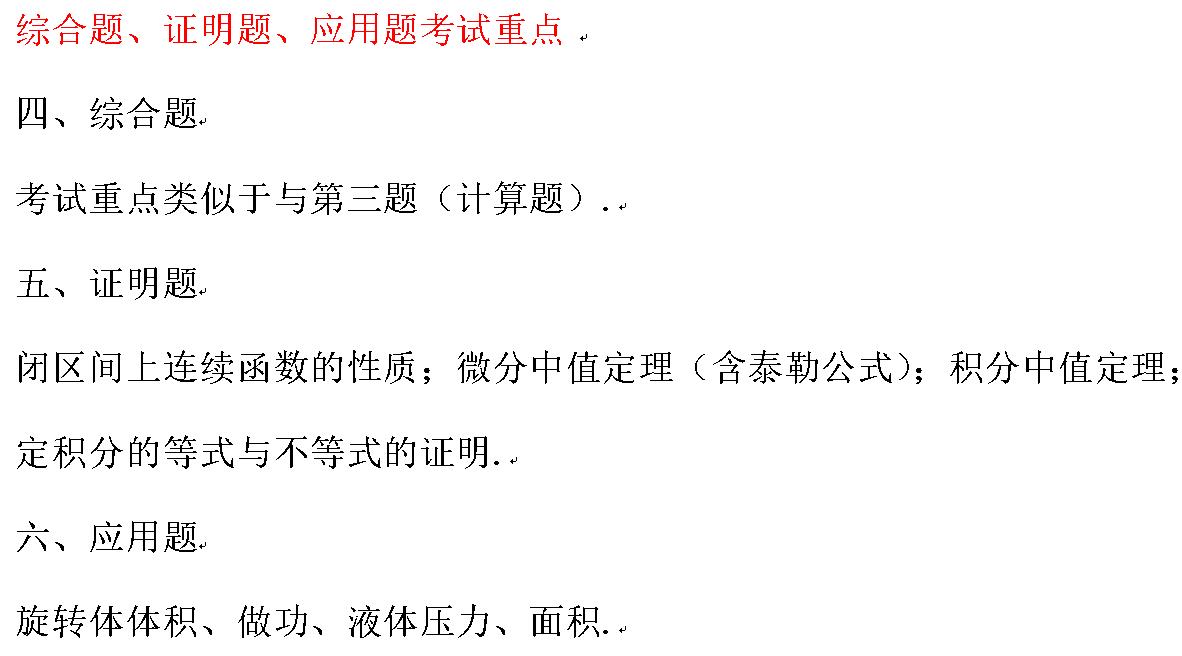 综合题、证明题、应用题考试重点
四、综合题
考试重点类似于与第三题（计算题）.
五、证明题
闭区间上连续函数的性质；微分中值定理（含泰勒公式）；积分中值定理；
定积分的等式与不等式的证明.
六、应用题
旋转体体积、做功、液体压力、面积.